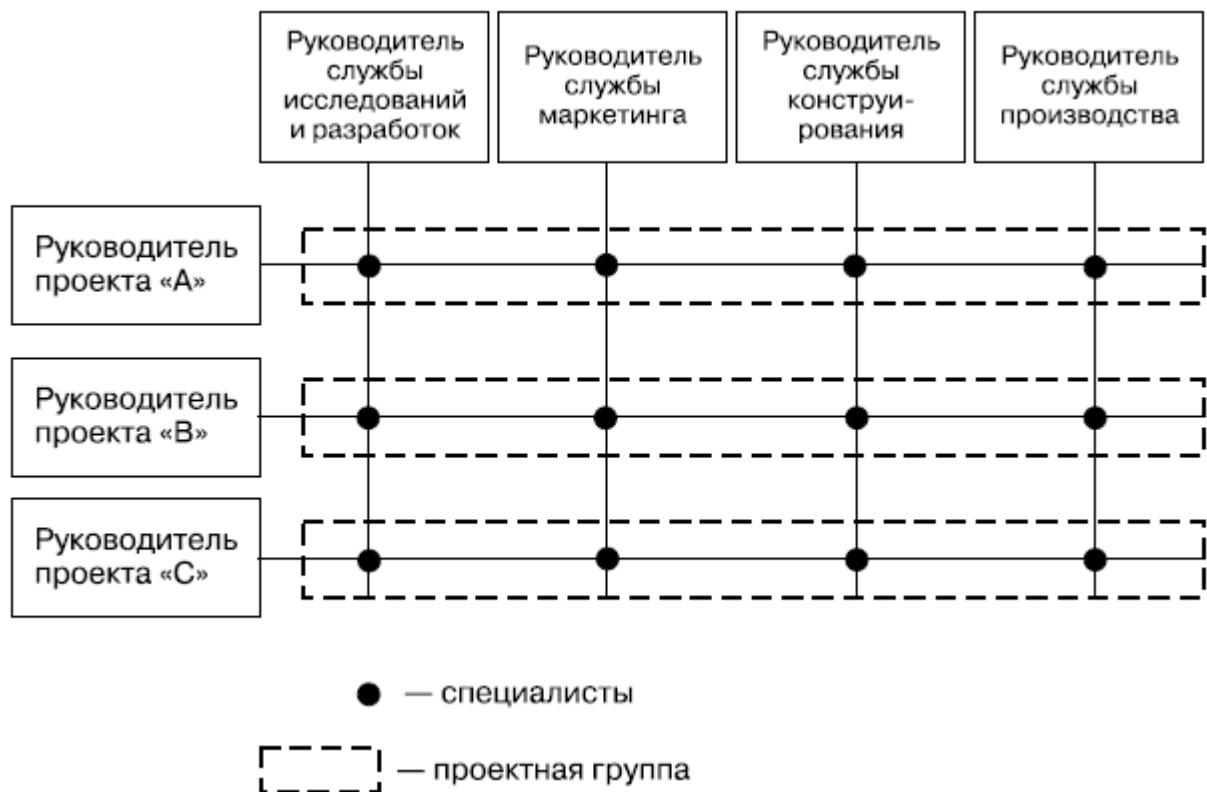 Руководитель
службы
исследований
и разработок
Руководитель
службы
маркетинга
Руководитель
службы
конструи-
рования
Руководитель
службы
производства
Руководитель
проекта «А»
Руководитель
проекта «В»
Руководитель
проекта «С»
— специалисты
— проектная группа